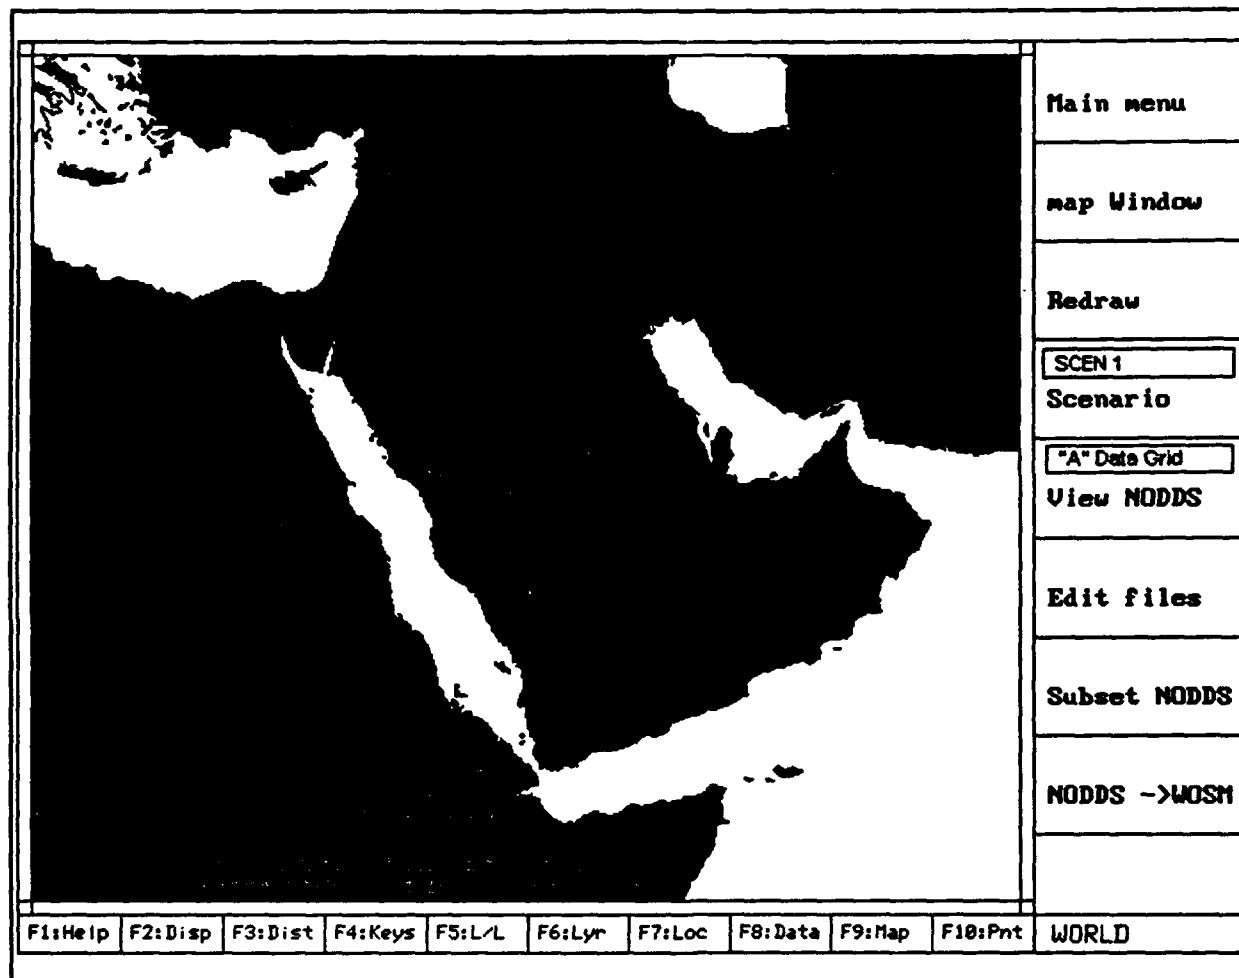 Main menu
map Window
Redraw
SCEN 1
Scenario
"A" Data Grid
View NODDS
Edit files
Subset NODDS
NODDS ->WOSM
F1:Help F2:Disp F3:Dist F4:Keys F5:L/L F6:Lyr F7:Loc F8:Data F9:Map F10:Pnt WORLD